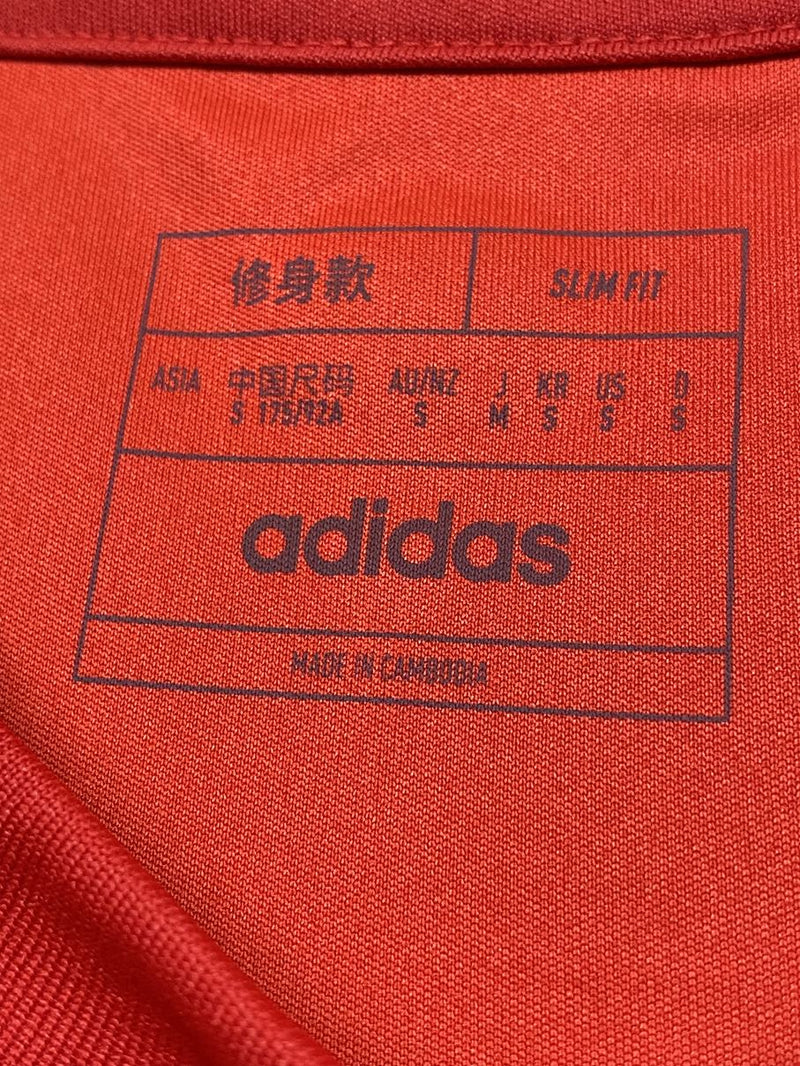 修身款 SLIM FIT
ASIA 中国尺码 AU/NZ J KR US D
S 175/92A S M S S S
adidas
MADE IN CAMBODIA